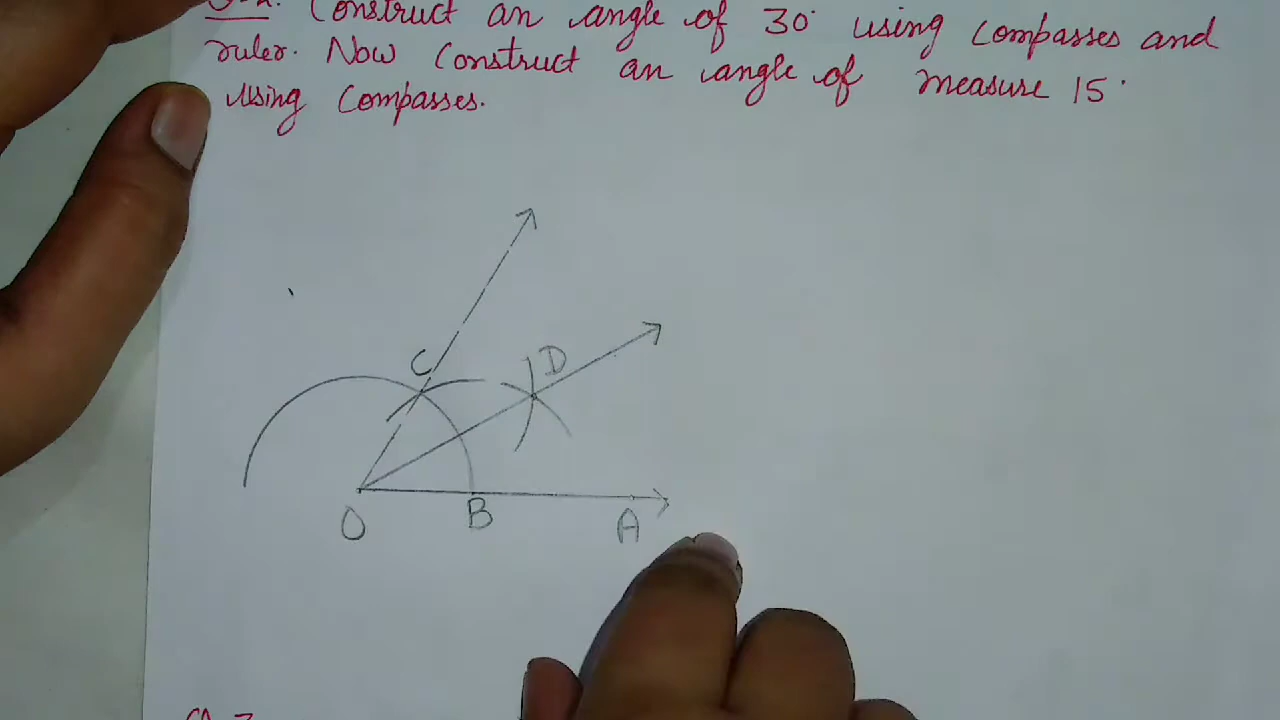 Construct an angle of 30° using compasses and
ruler. Now construct an angle of measure 15°
using compasses.
C
D
O
B
A